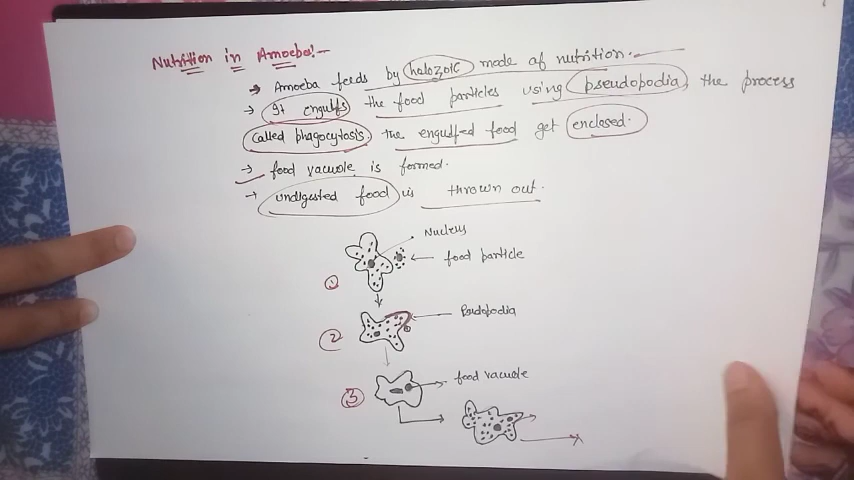 Nutrition in Amoeba:-
→ Amoeba feeds by halozoic mode of nutrition.
→ It engulfs the food particles using pseudopodia, the process
called phagocytosis. the engulfed food get enclosed.
→ food vacuole is formed.
→ undigested food is thrown out.
Nucleus
food particle
①
Psudopodia
②
food vacuole
③